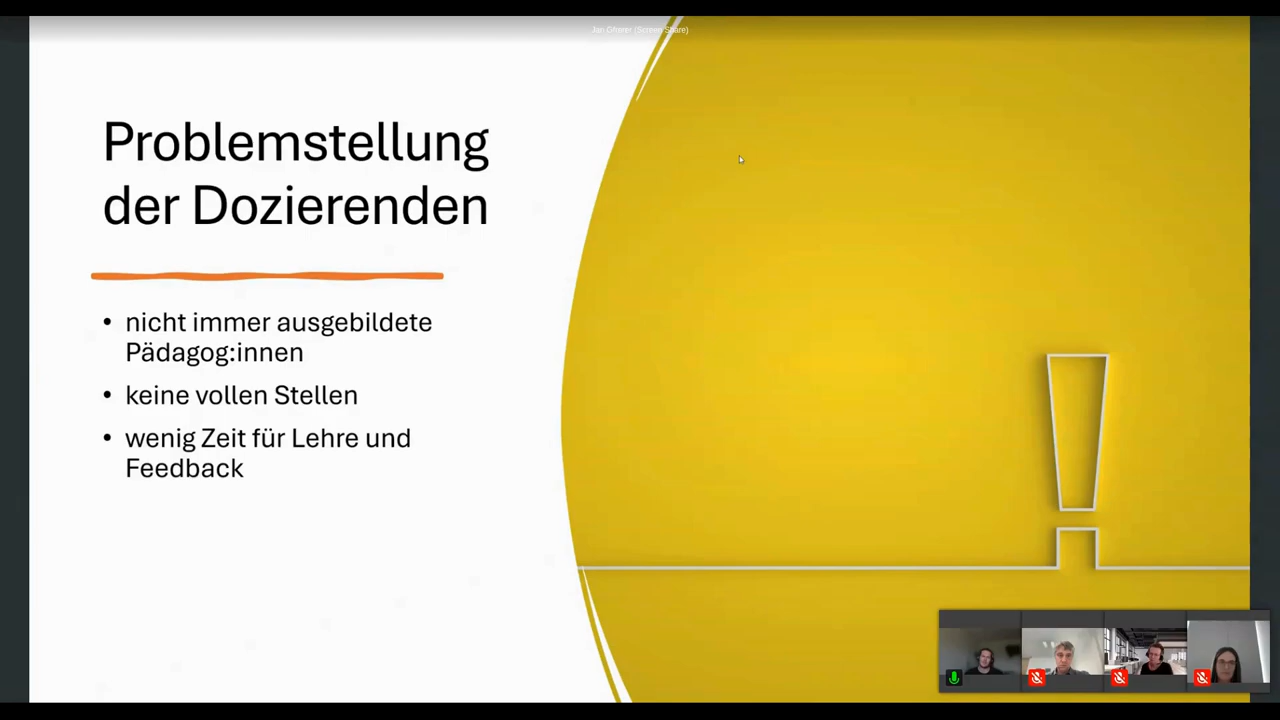 Problemstellung
der Dozierenden
• nicht immer ausgebildete
Pädagog:innen
• keine vollen Stellen
• wenig Zeit für Lehre und
Feedback